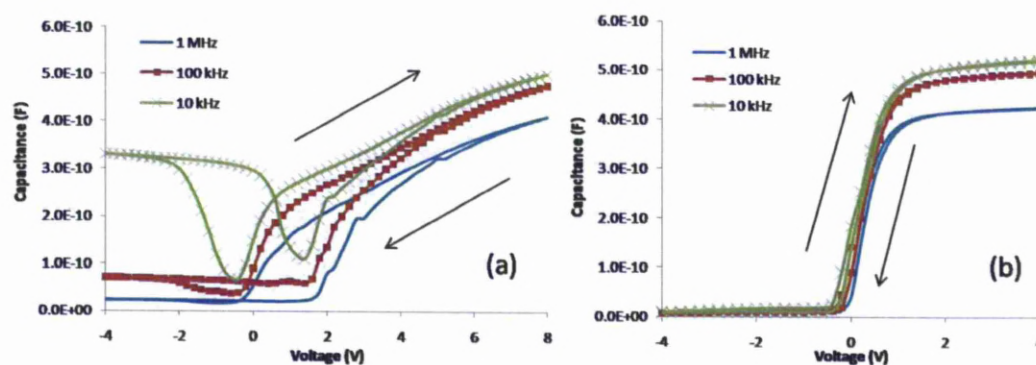 6.0E-10
5.0E-10
4.0E-10
3.0E-10
2.0E-10
1.0E-10
0.0E+00
Capacitance (F)
1 MHz
100 kHz
10 kHz
(a)
-4 -2 0 2 4 6 8
Voltage (V)
6.0E-10
5.0E-10
4.0E-10
3.0E-10
2.0E-10
1.0E-10
0.0E+00
Capacitance (F)
1 MHz
100 kHz
10 kHz
(b)
-4 -2 0 2 4
Voltage (V)